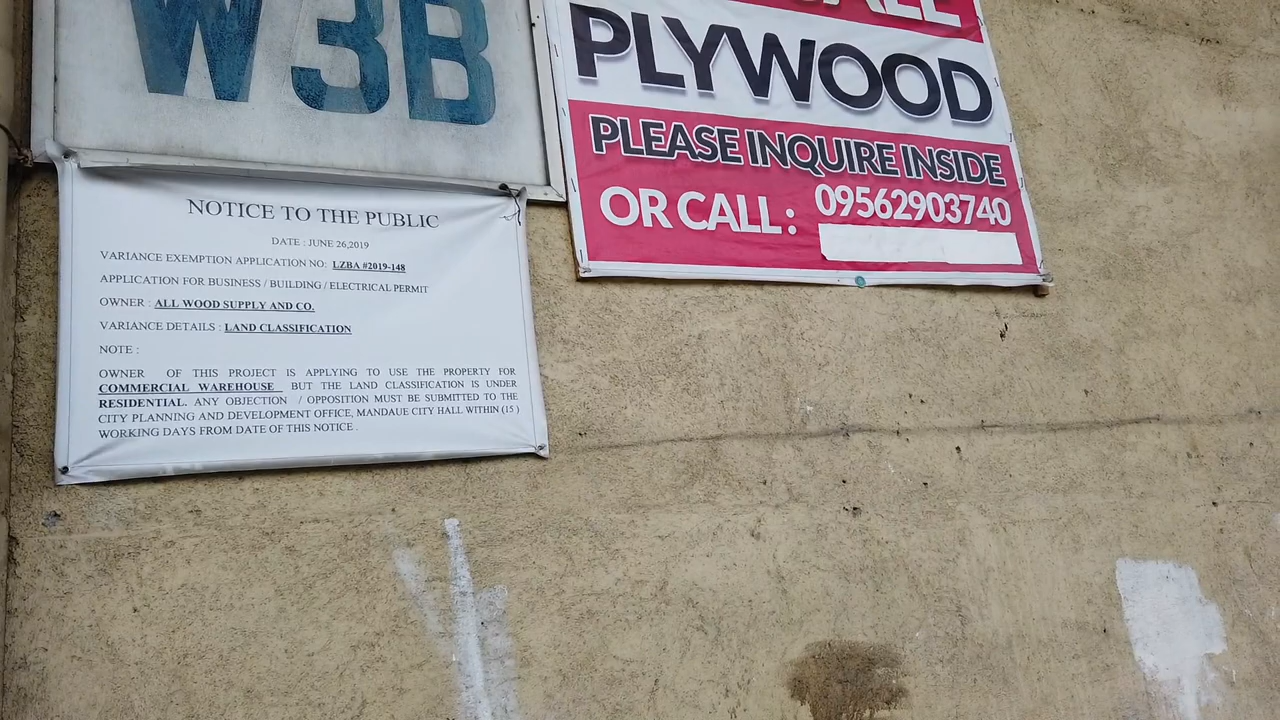 W3B
NOTICE TO THE PUBLIC
DATE : JUNE 26,2019
VARIANCE EXEMPTION APPLICATION NO: LZBA #2019-148
APPLICATION FOR BUSINESS / BUILDING / ELECTRICAL PERMIT
OWNER : ALL WOOD SUPPLY AND CO.
VARIANCE DETAILS : LAND CLASSIFICATION
NOTE :
OWNER OF THIS PROJECT IS APPLYING TO USE THE PROPERTY FOR
COMMERCIAL WAREHOUSE BUT THE LAND CLASSIFICATION IS UNDER
RESIDENTIAL. ANY OBJECTION / OPPOSITION MUST BE SUBMITTED TO THE
CITY PLANNING AND DEVELOPMENT OFFICE, MANDAUE CITY HALL WITHIN (15 )
WORKING DAYS FROM DATE OF THIS NOTICE .
PLYWOOD
PLEASE INQUIRE INSIDE
OR CALL : 09562903740